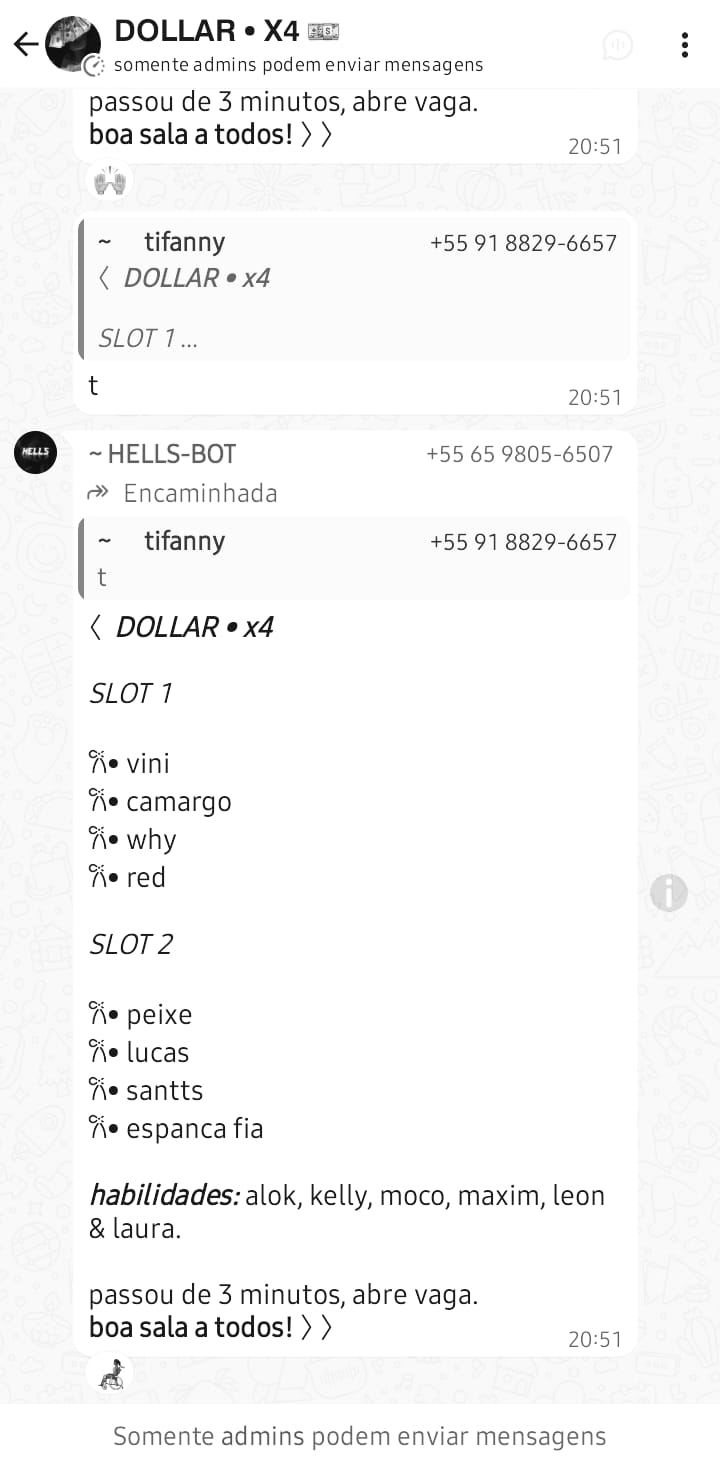 DOLLAR • X4 💵
somente admins podem enviar mensagens
passou de 3 minutos, abre vaga.
boa sala a todos! 〉〉
20:51
~ tifanny +55 91 8829-6657
〈 DOLLAR • x4
SLOT 1 ...
t
20:51
HELLS
~ HELLS-BOT +55 65 9805-6507
Encaminhada
~ tifanny +55 91 8829-6657
t
〈 DOLLAR • x4
SLOT 1
• vini
• camargo
• why
• red
SLOT 2
• peixe
• lucas
• santts
• espanca fia
habilidades: alok, kelly, moco, maxim, leon
& laura.
passou de 3 minutos, abre vaga.
boa sala a todos! 〉〉
20:51
Somente admins podem enviar mensagens